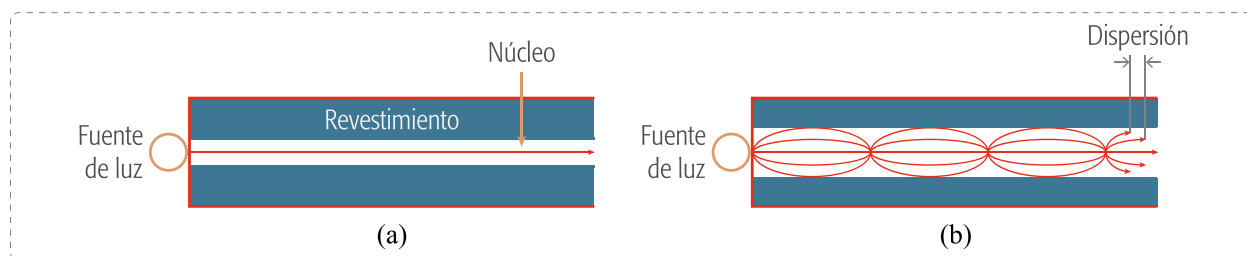 Dispersión
Núcleo
Revestimiento
Fuente
de luz
Fuente
de luz
(a)
(b)